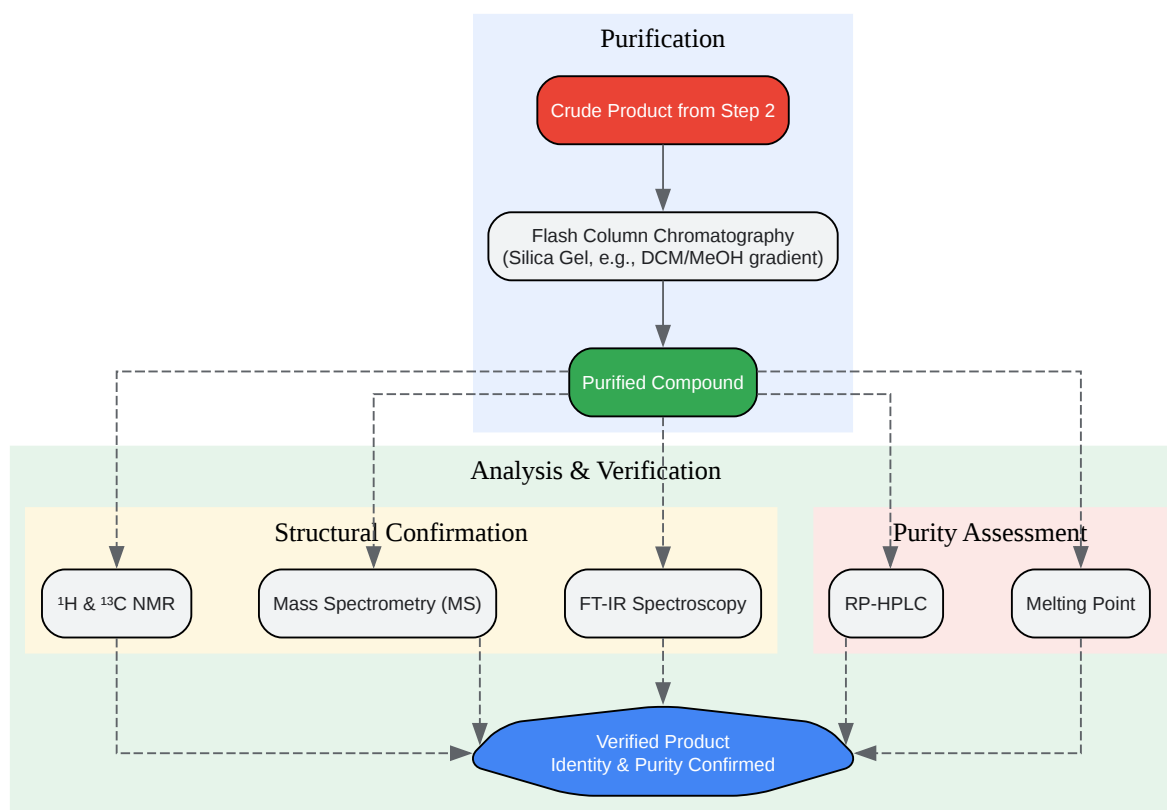 Purification
Crude Product from Step 2
Flash Column Chromatography
(Silica Gel, e.g., DCM/MeOH gradient)
Purified Compound
Analysis & Verification
Structural Confirmation
Purity Assessment
¹H & ¹³C NMR
Mass Spectrometry (MS)
FT-IR Spectroscopy
RP-HPLC
Melting Point
Verified Product
Identity & Purity Confirmed